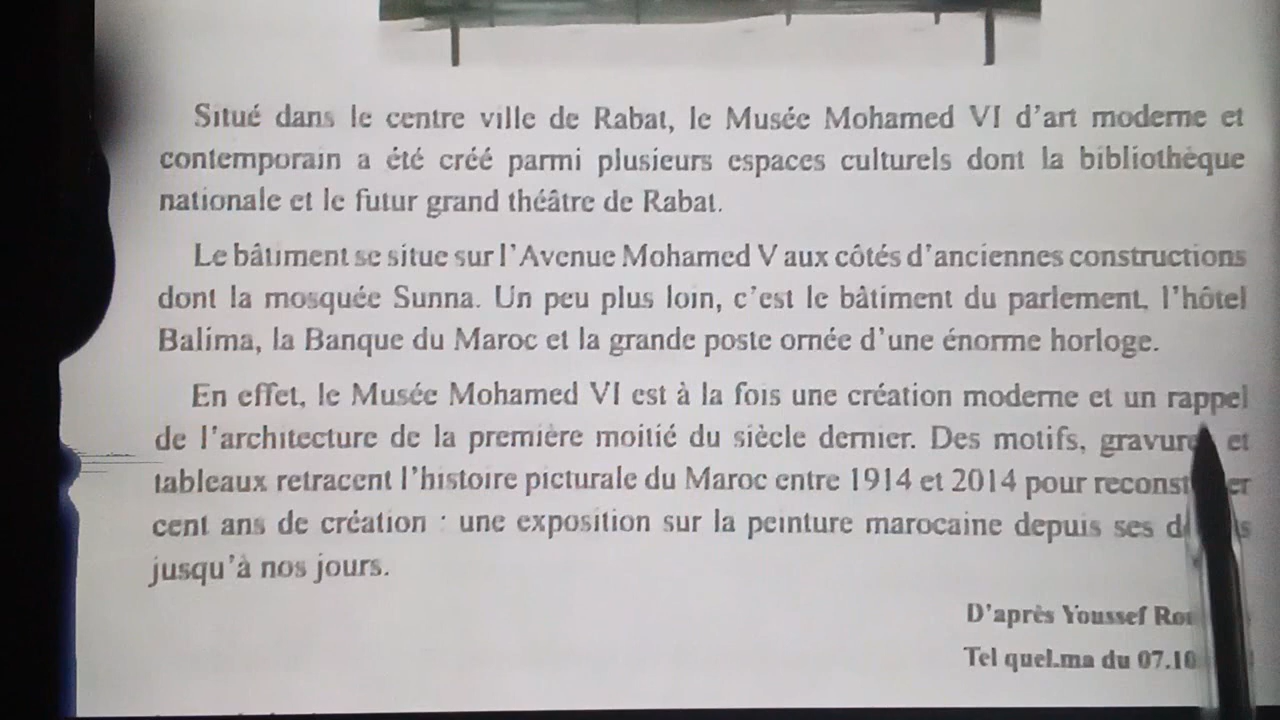 Situé dans le centre ville de Rabat, le Musée Mohamed VI d'art moderne et
contemporain a été créé parmi plusieurs espaces culturels dont la bibliothèque
nationale et le futur grand théâtre de Rabat.
Le bâtiment se situe sur l'Avenue Mohamed V aux côtés d'anciennes constructions
dont la mosquée Sunna. Un peu plus loin, c'est le bâtiment du parlement, l'hôtel
Balima, la Banque du Maroc et la grande poste ornée d'une énorme horloge.
En effet, le Musée Mohamed VI est à la fois une création moderne et un rappel
de l'architecture de la première moitié du siècle dernier. Des motifs, gravures et
tableaux retracent l'histoire picturale du Maroc entre 1914 et 2014 pour
cent ans de création : une exposition sur la peinture marocaine depuis ses
jusqu'à nos jours.
D'après Youssef
Tel quel.ma du 07.10